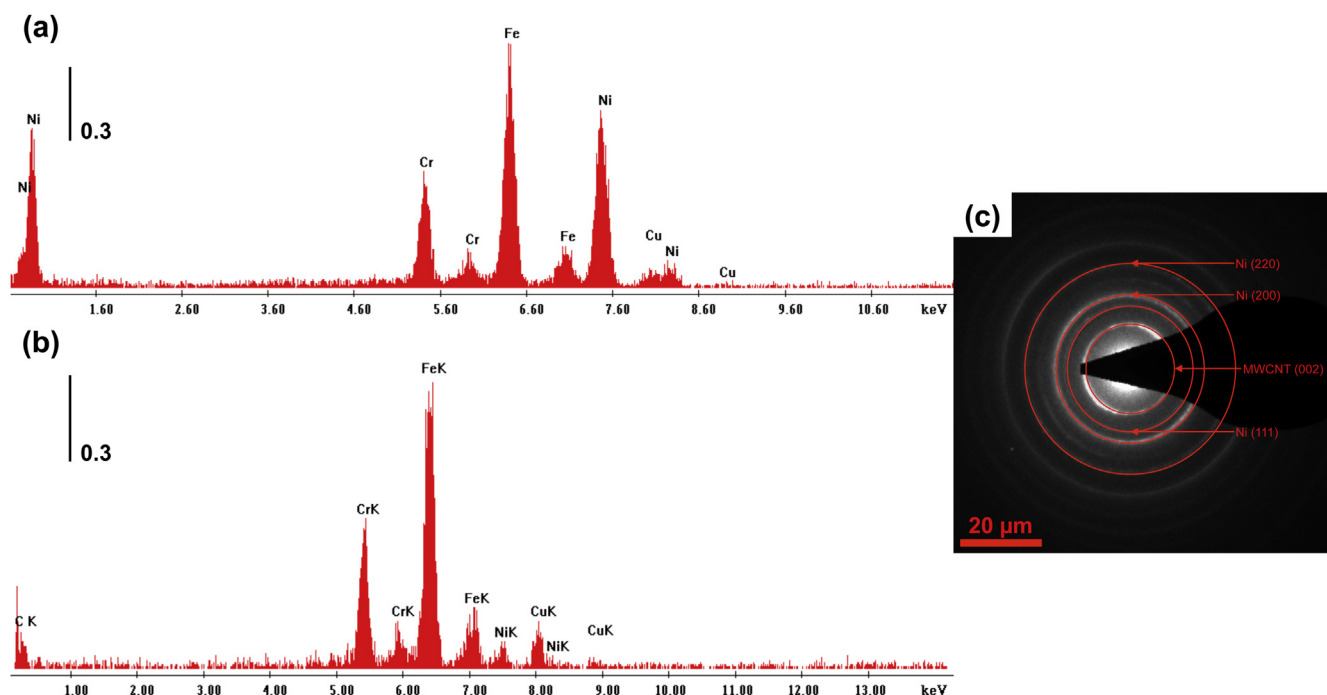 (a)
0.3
Ni
Ni
Cr
Cr
Fe
Fe
Ni
Cu
Ni
Cu
1.60
2.60
3.60
4.60
5.60
6.60
7.60
8.60
9.60
10.60
keV
(b)
0.3
C K
CrK
CrK
FeK
FeK
NiK
CuK
NiK
CuK
1.00
2.00
3.00
4.00
5.00
6.00
7.00
8.00
9.00
10.00
11.00
12.00
13.00
keV
(c)
Ni (220)
Ni (200)
MWCNT (002)
Ni (111)
20 µm